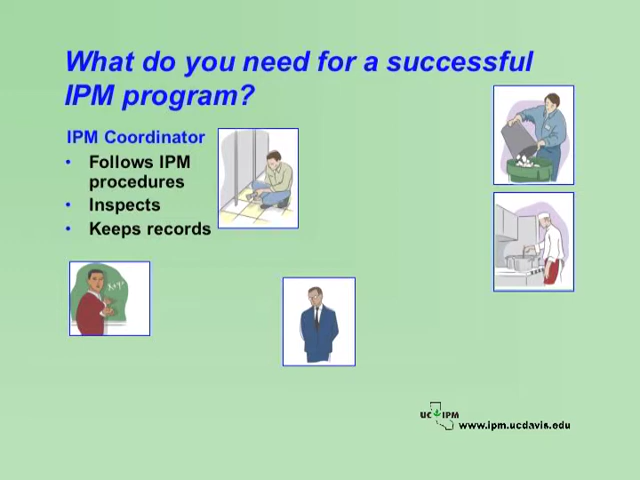 What do you need for a successful
IPM program?
IPM Coordinator
• Follows IPM
procedures
• Inspects
• Keeps records
UC IPM
www.ipm.ucdavis.edu